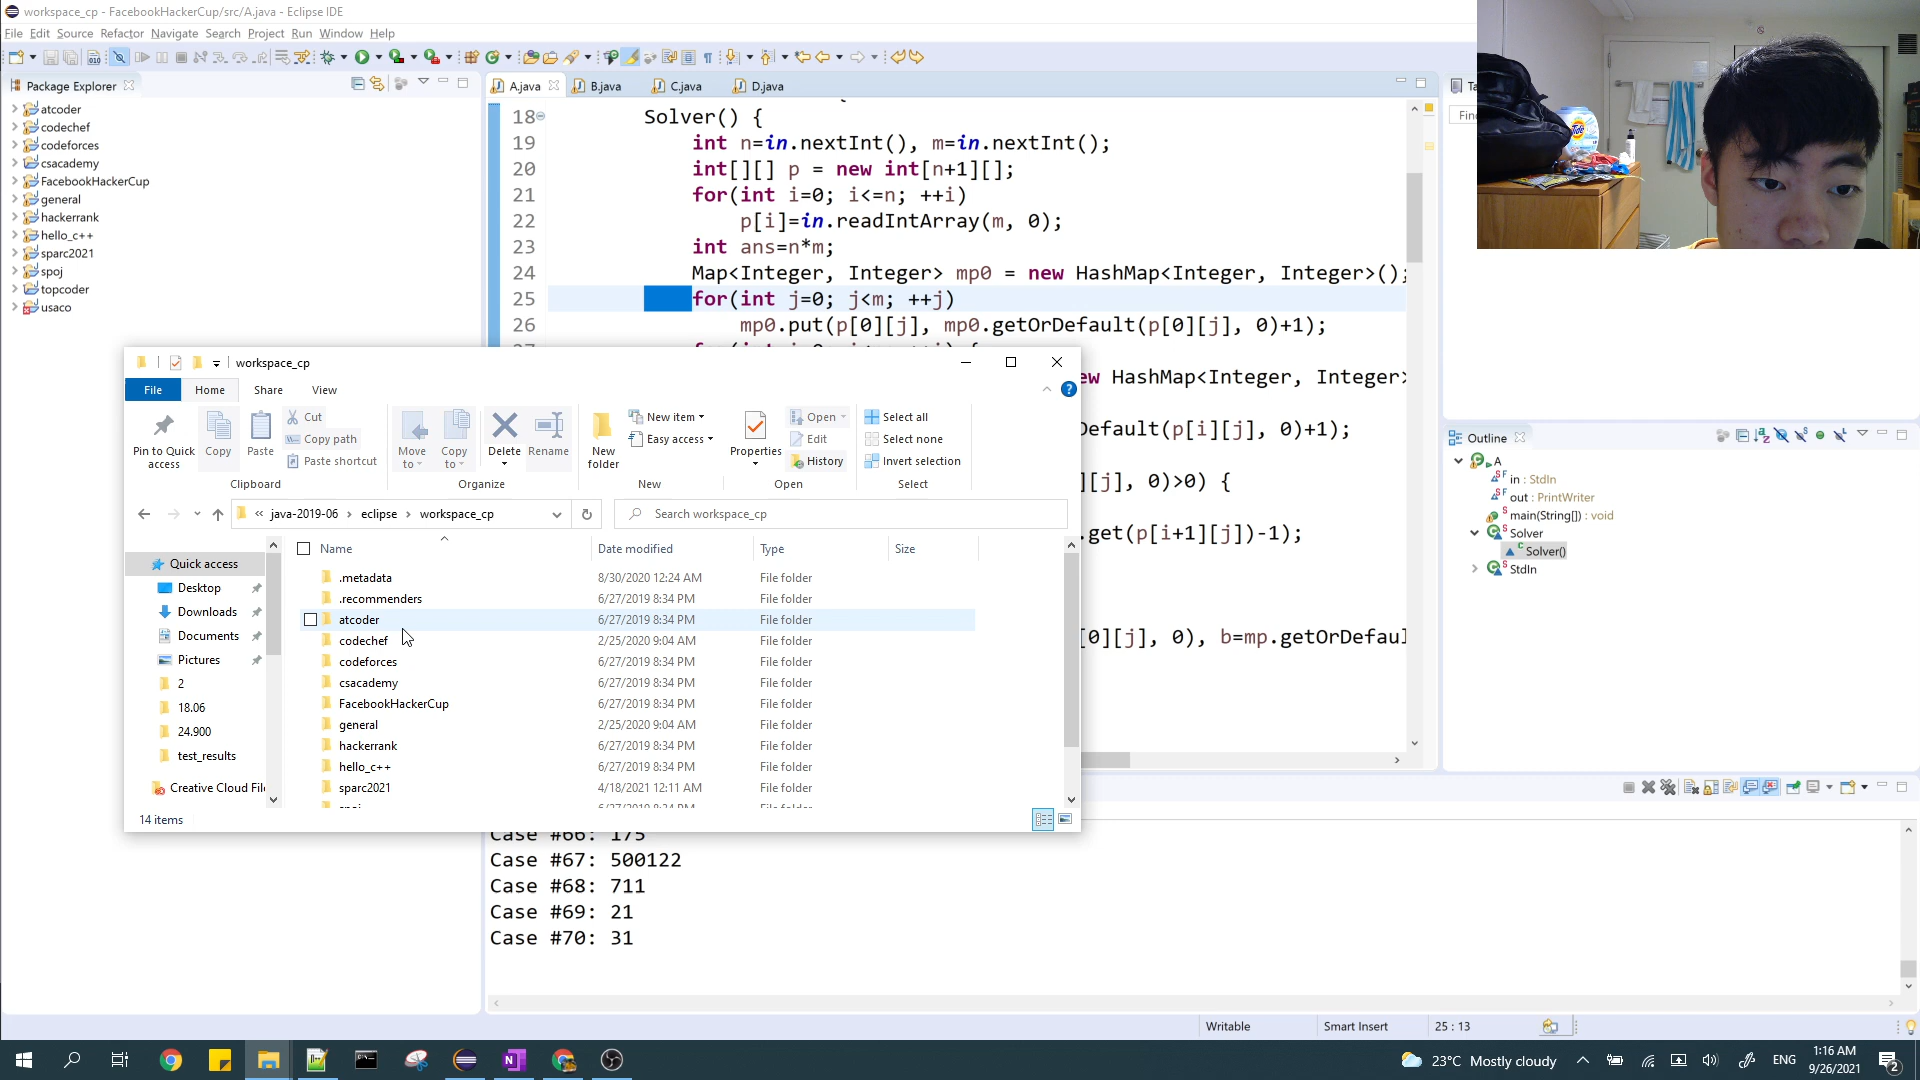 workspace_cp - FacebookHackerCup/src/A.java - Eclipse IDE
File Edit Source Refactor Navigate Search Project Run Window Help
Package Explorer
atcoder
codechef
codeforces
csacademy
FacebookHackerCup
general
hackerrank
hello_c++
sparc2021
spoj
topcoder
usaco
A.java
B.java
C.java
D.java
18 Solver() {
19 int n=in.nextInt(), m=in.nextInt();
20 int[][] p = new int[n+1][];
21 for(int i=0; i<=n; ++i)
22 p[i]=in.readIntArray(m, 0);
23 int ans=n*m;
24 Map<Integer, Integer> mp0 = new HashMap<Integer, Integer>();
25 for(int j=0; j<m; ++j)
26 mp0.put(p[0][j], mp0.getOrDefault(p[0][j], 0)+1);
ew HashMap<Integer, Integer>
Default(p[i][j], 0)+1);
][j], 0)>0) {
.get(p[i+1][j])-1);
[0][j], 0), b=mp.getOrDefaul
Outline
A
in : StdIn
out : PrintWriter
main(String[]) : void
Solver
Solver()
StdIn
workspace_cp
File Home Share View
Pin to Quick access
Copy
Paste
Cut
Copy path
Paste shortcut
Clipboard
Move to
Copy to
Delete
Rename
Organize
New folder
New item
Easy access
New
Properties
Open
Edit
History
Open
Select all
Select none
Invert selection
Select
« java-2019-06 > eclipse > workspace_cp
Search workspace_cp
Quick access
Desktop
Downloads
Documents
Pictures
2
18.06
24.900
test_results
Creative Cloud File
Name Date modified Type Size
.metadata 8/30/2020 12:24 AM File folder
.recommenders 6/27/2019 8:34 PM File folder
atcoder 6/27/2019 8:34 PM File folder
codechef 2/25/2020 9:04 AM File folder
codeforces 6/27/2019 8:34 PM File folder
csacademy 6/27/2019 8:34 PM File folder
FacebookHackerCup 6/27/2019 8:34 PM File folder
general 2/25/2020 9:04 AM File folder
hackerrank 6/27/2019 8:34 PM File folder
hello_c++ 6/27/2019 8:34 PM File folder
sparc2021 4/18/2021 12:11 AM File folder
14 items
Case #66: 175
Case #67: 500122
Case #68: 711
Case #69: 21
Case #70: 31
Writable
Smart Insert
25 : 13
23°C Mostly cloudy
ENG
1:16 AM
9/26/2021
2
Tide